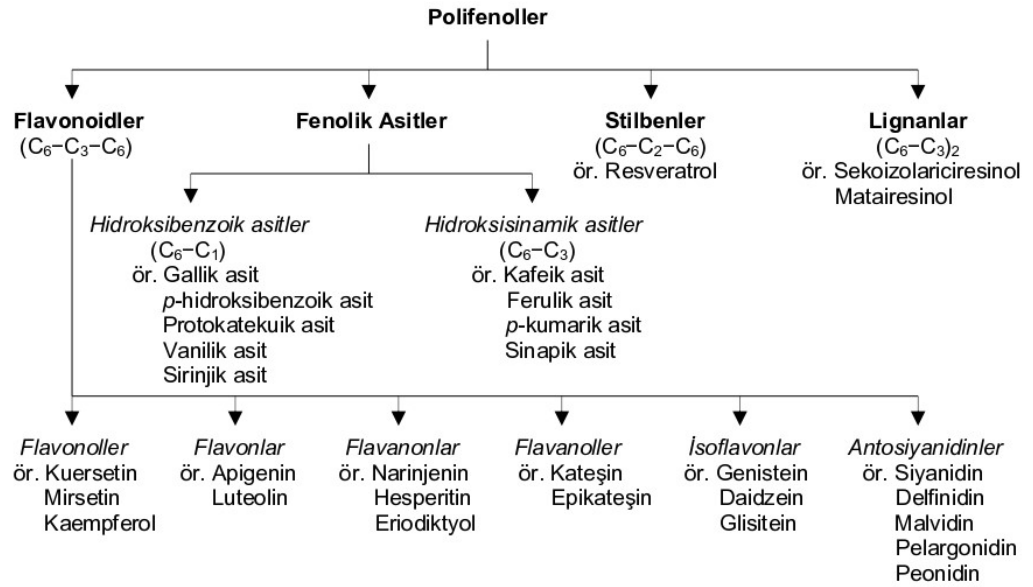 Polifenoller
Flavonoidler
(C₆−C₃−C₆)
Fenolik Asitler
Stilbenler
(C₆−C₂−C₆)
ör. Resveratrol
Lignanlar
(C₆−C₃)₂
ör. Sekoizolariciresinol
Matairesinol
Hidroksibenzoik asitler
(C₆−C₁)
ör. Gallik asit
p-hidroksibenzoik asit
Protokatekuik asit
Vanilik asit
Sirinjik asit
Hidroksisinamik asitler
(C₆−C₃)
ör. Kafeik asit
Ferulik asit
p-kumarik asit
Sinapik asit
Flavonoller
ör. Kuersetin
Mirsetin
Kaempferol
Flavonlar
ör. Apigenin
Luteolin
Flavanonlar
ör. Narinjenin
Hesperitin
Eriodiktyol
Flavanoller
ör. Kateşin
Epikateşin
İsoflavonlar
ör. Genistein
Daidzein
Glisitein
Antosiyanidinler
ör. Siyanidin
Delfinidin
Malvidin
Pelargonidin
Peonidin